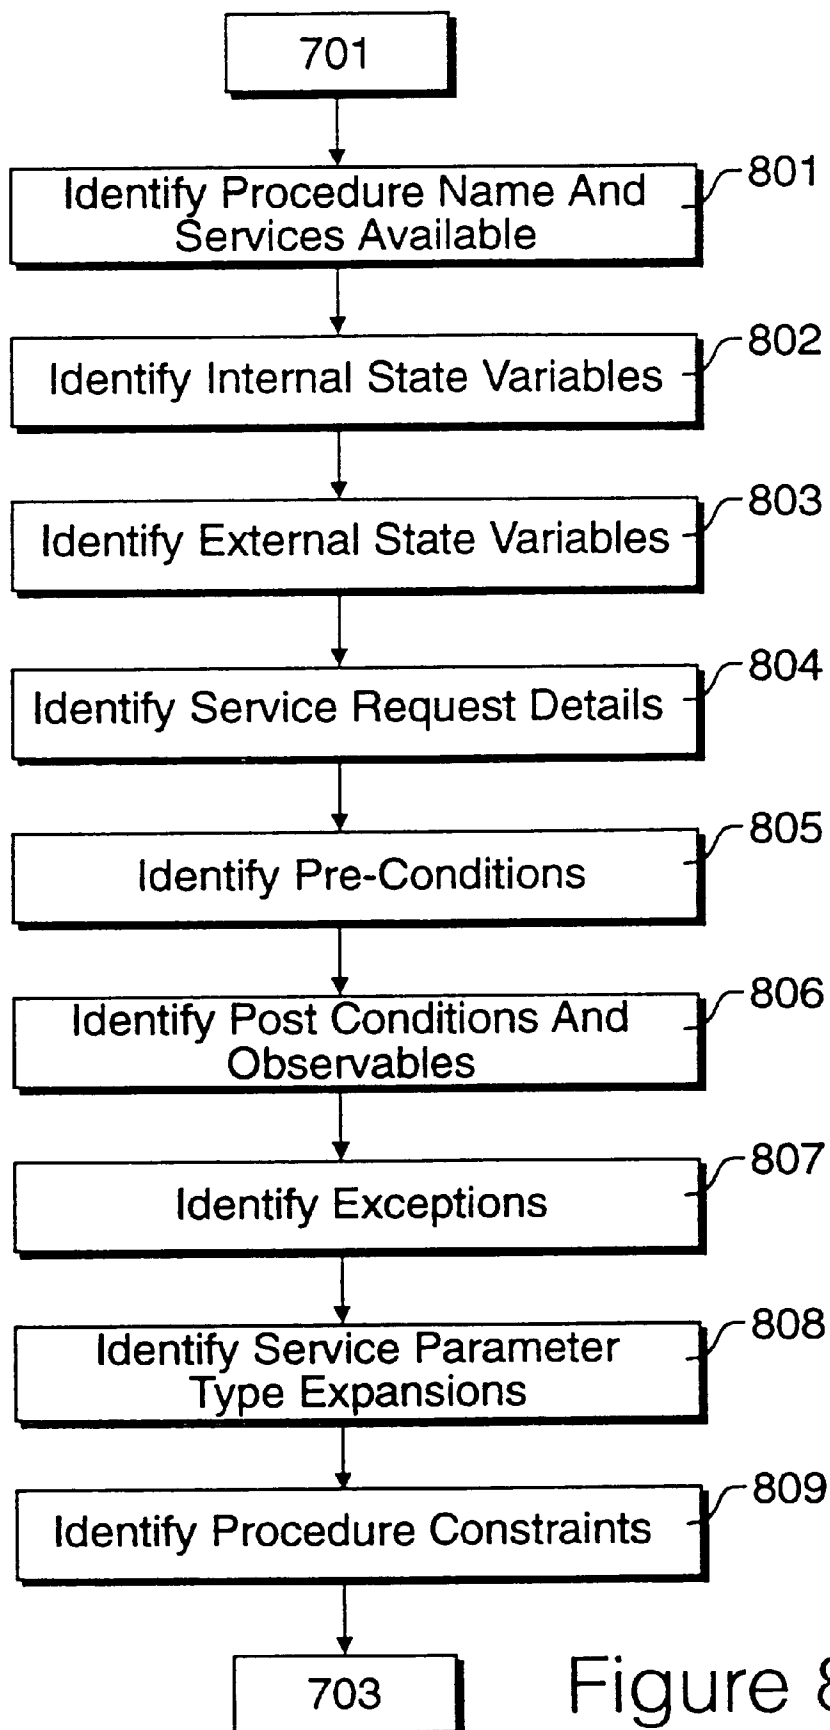 701
801
Identify Procedure Name And
Services Available
802
Identify Internal State Variables
803
Identify External State Variables
804
Identify Service Request Details
805
Identify Pre-Conditions
806
Identify Post Conditions And
Observables
807
Identify Exceptions
808
Identify Service Parameter
Type Expansions
809
Identify Procedure Constraints
703
Figure 8